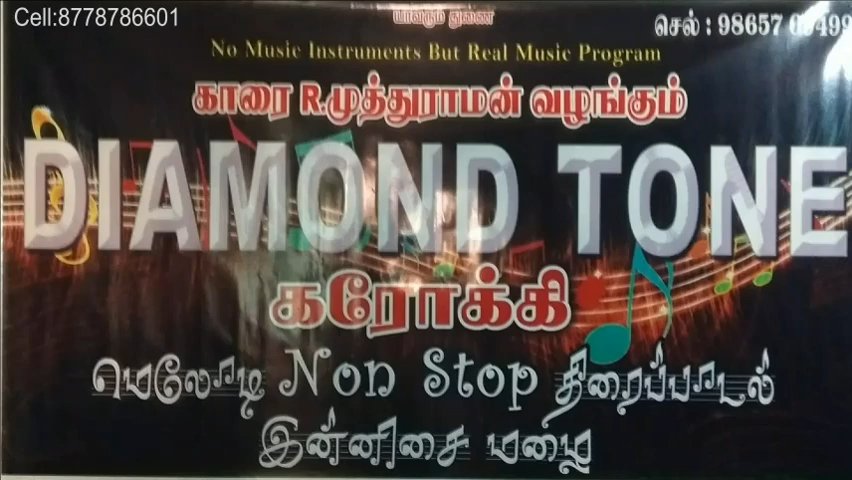 Cell:8778786601
யாவரும் துணை
செல் : 98657
No Music Instruments But Real Music Program
காரை R.முத்துராமன் வழங்கும்
DIAMOND TONE
கரோக்கி
மெலோடி Non Stop திரைப்பாடல்
இன்னிசை மழை